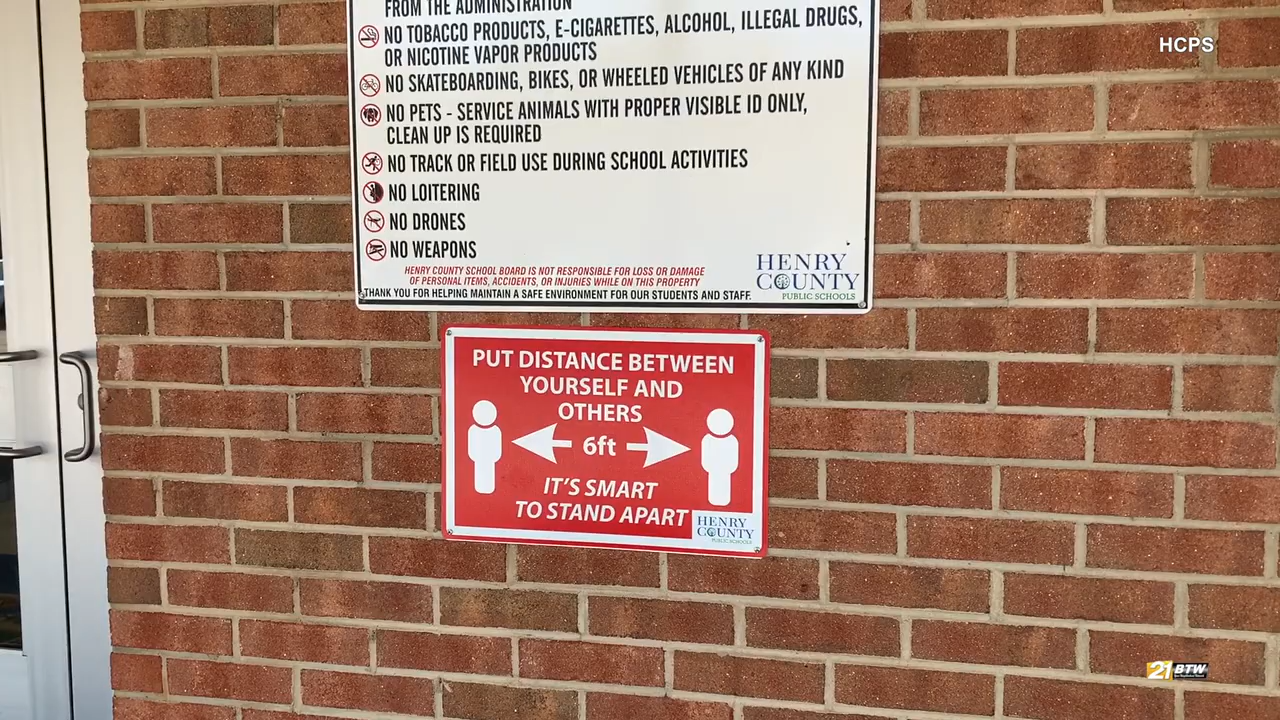 FROM THE ADMINISTRATION
NO TOBACCO PRODUCTS, E-CIGARETTES, ALCOHOL, ILLEGAL DRUGS,
OR NICOTINE VAPOR PRODUCTS
NO SKATEBOARDING, BIKES, OR WHEELED VEHICLES OF ANY KIND
NO PETS - SERVICE ANIMALS WITH PROPER VISIBLE ID ONLY,
CLEAN UP IS REQUIRED
NO TRACK OR FIELD USE DURING SCHOOL ACTIVITIES
NO LOITERING
NO DRONES
NO WEAPONS
HENRY COUNTY SCHOOL BOARD IS NOT RESPONSIBLE FOR LOSS OR DAMAGE
OF PERSONAL ITEMS, ACCIDENTS, OR INJURIES WHILE ON THIS PROPERTY
THANK YOU FOR HELPING MAINTAIN A SAFE ENVIRONMENT FOR OUR STUDENTS AND STAFF.
HENRY
COUNTY
PUBLIC SCHOOLS
HCPS
PUT DISTANCE BETWEEN
YOURSELF AND
OTHERS
6ft
IT'S SMART
TO STAND APART
HENRY
COUNTY
PUBLIC SCHOOLS
21 BTW